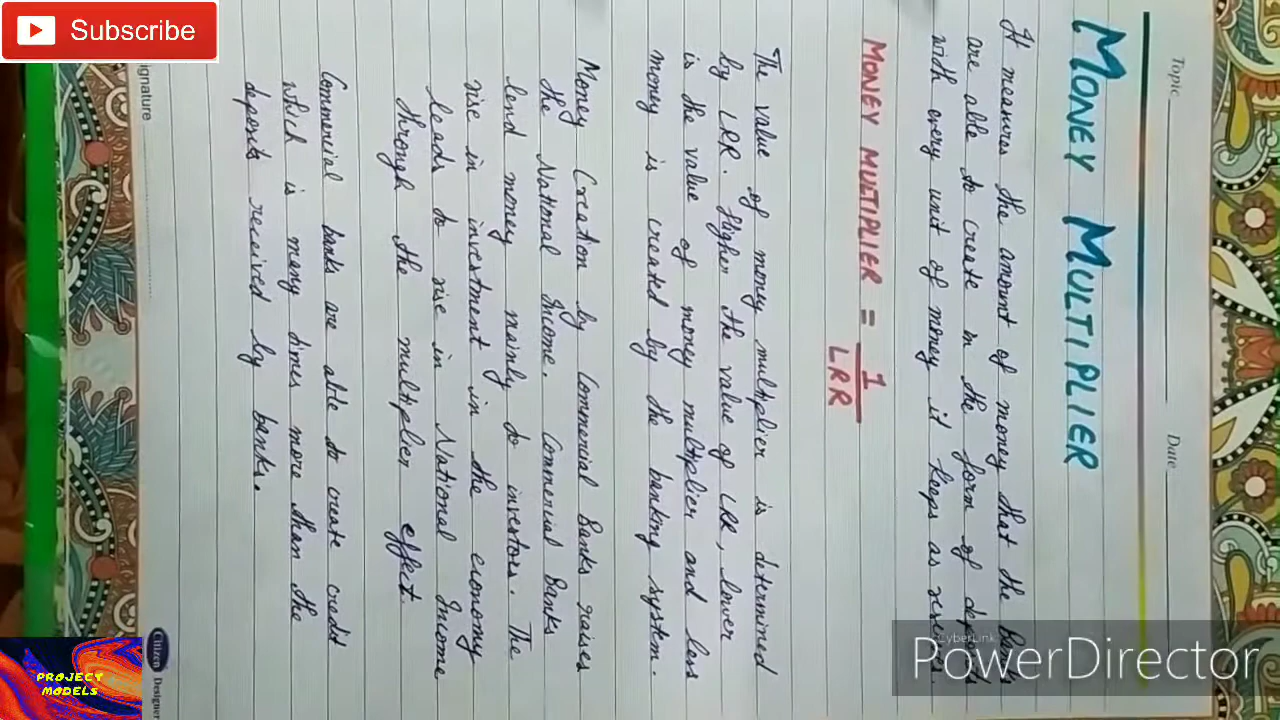 Subscribe
Topic
Date
MONEY MULTIPLIER
It measures the amount of money that the banks
are able to create in the form of deposits
with every unit of money it keeps as reserves.
MONEY MULTIPLIER = 1
LRR
The value of money multiplier is determined
by LRR. Higher the value of LRR, lower
is the value of money multiplier and less
money is created by the banking system.
Money Creation by Commercial Banks raises
the National Income. Commercial Banks
lend money mainly to investors. The
rise in investment in the economy
leads to rise in National Income
through the multiplier effect.
Commercial banks are able to create credit
which is many times more than the
deposits received by banks.
ignature
Citizen Designer
PROJECT
MODELS
CyberLink
PowerDirector